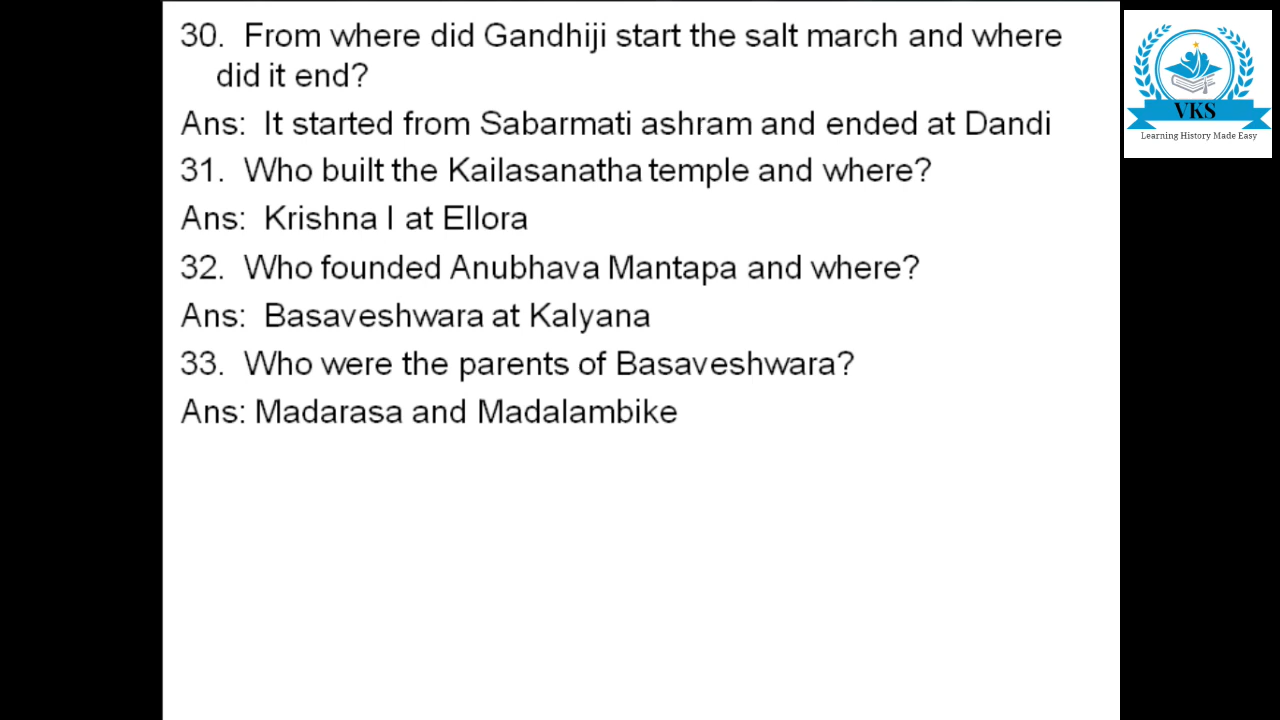 30. From where did Gandhiji start the salt march and where
did it end?
Ans: It started from Sabarmati ashram and ended at Dandi
31. Who built the Kailasanatha temple and where?
Ans: Krishna I at Ellora
32. Who founded Anubhava Mantapa and where?
Ans: Basaveshwara at Kalyana
33. Who were the parents of Basaveshwara?
Ans: Madarasa and Madalambike
VKS
Learning History Made Easy